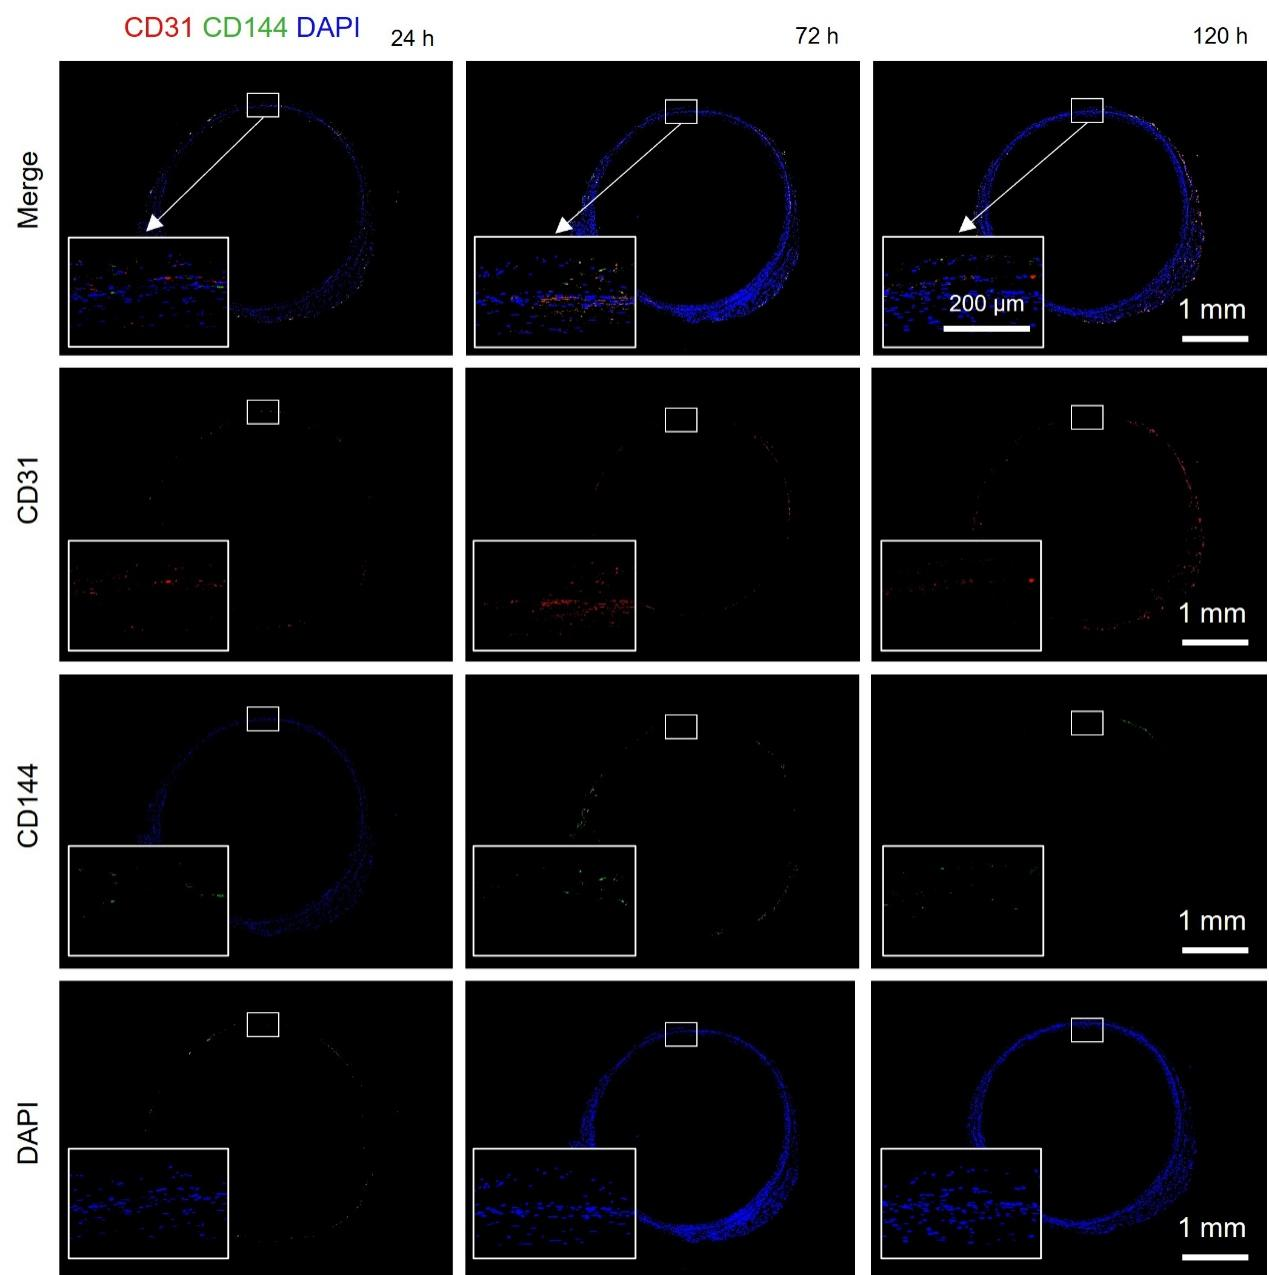 CD31 CD144 DAPI
24 h
72 h
120 h
Merge
200 µm
1 mm
CD31
1 mm
CD144
1 mm
DAPI
1 mm